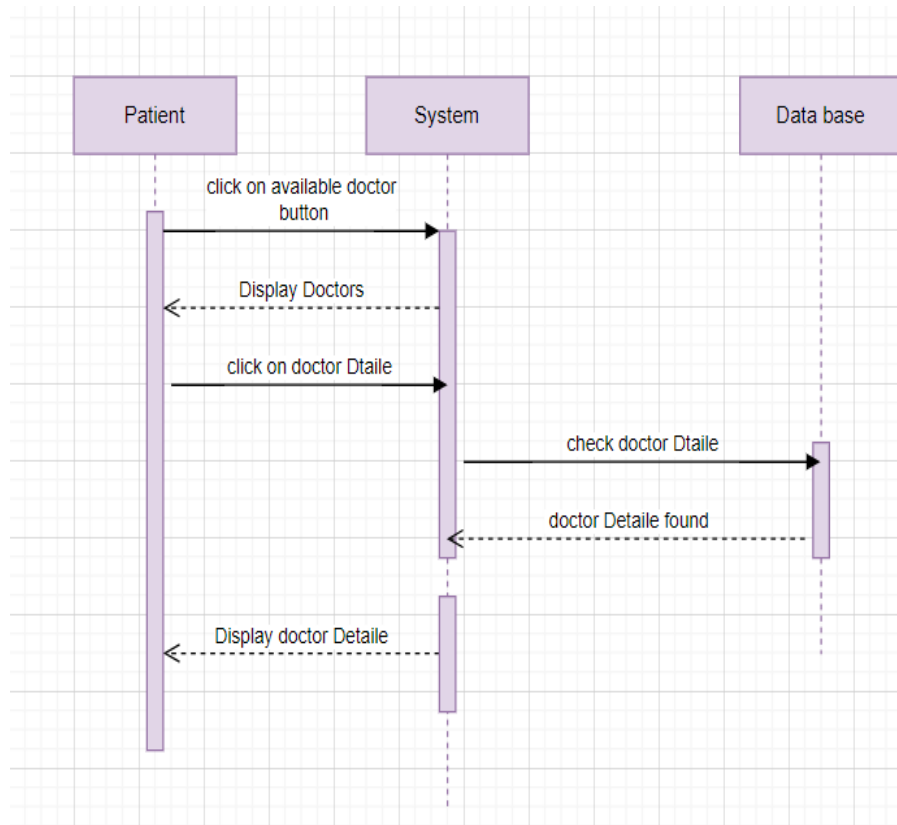 Patient
System
Data base
click on available doctor
button
Display Doctors
click on doctor Dtaile
check doctor Dtaile
doctor Detaile found
Display doctor Detaile